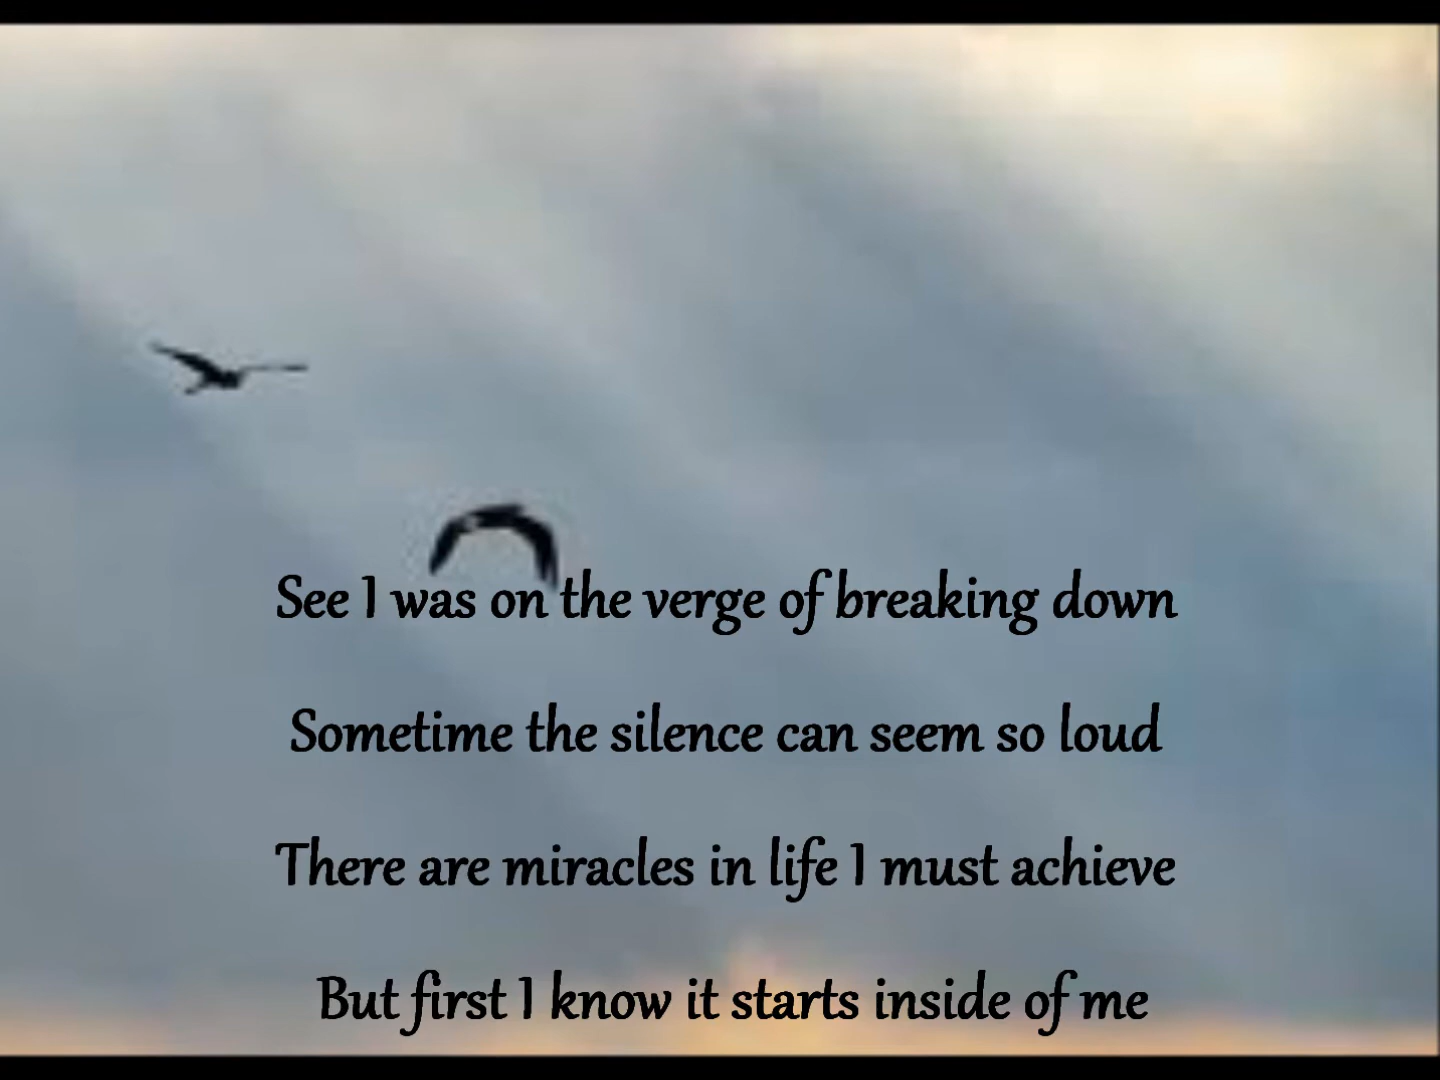 See I was on the verge of breaking down
Sometime the silence can seem so loud
There are miracles in life I must achieve
But first I know it starts inside of me